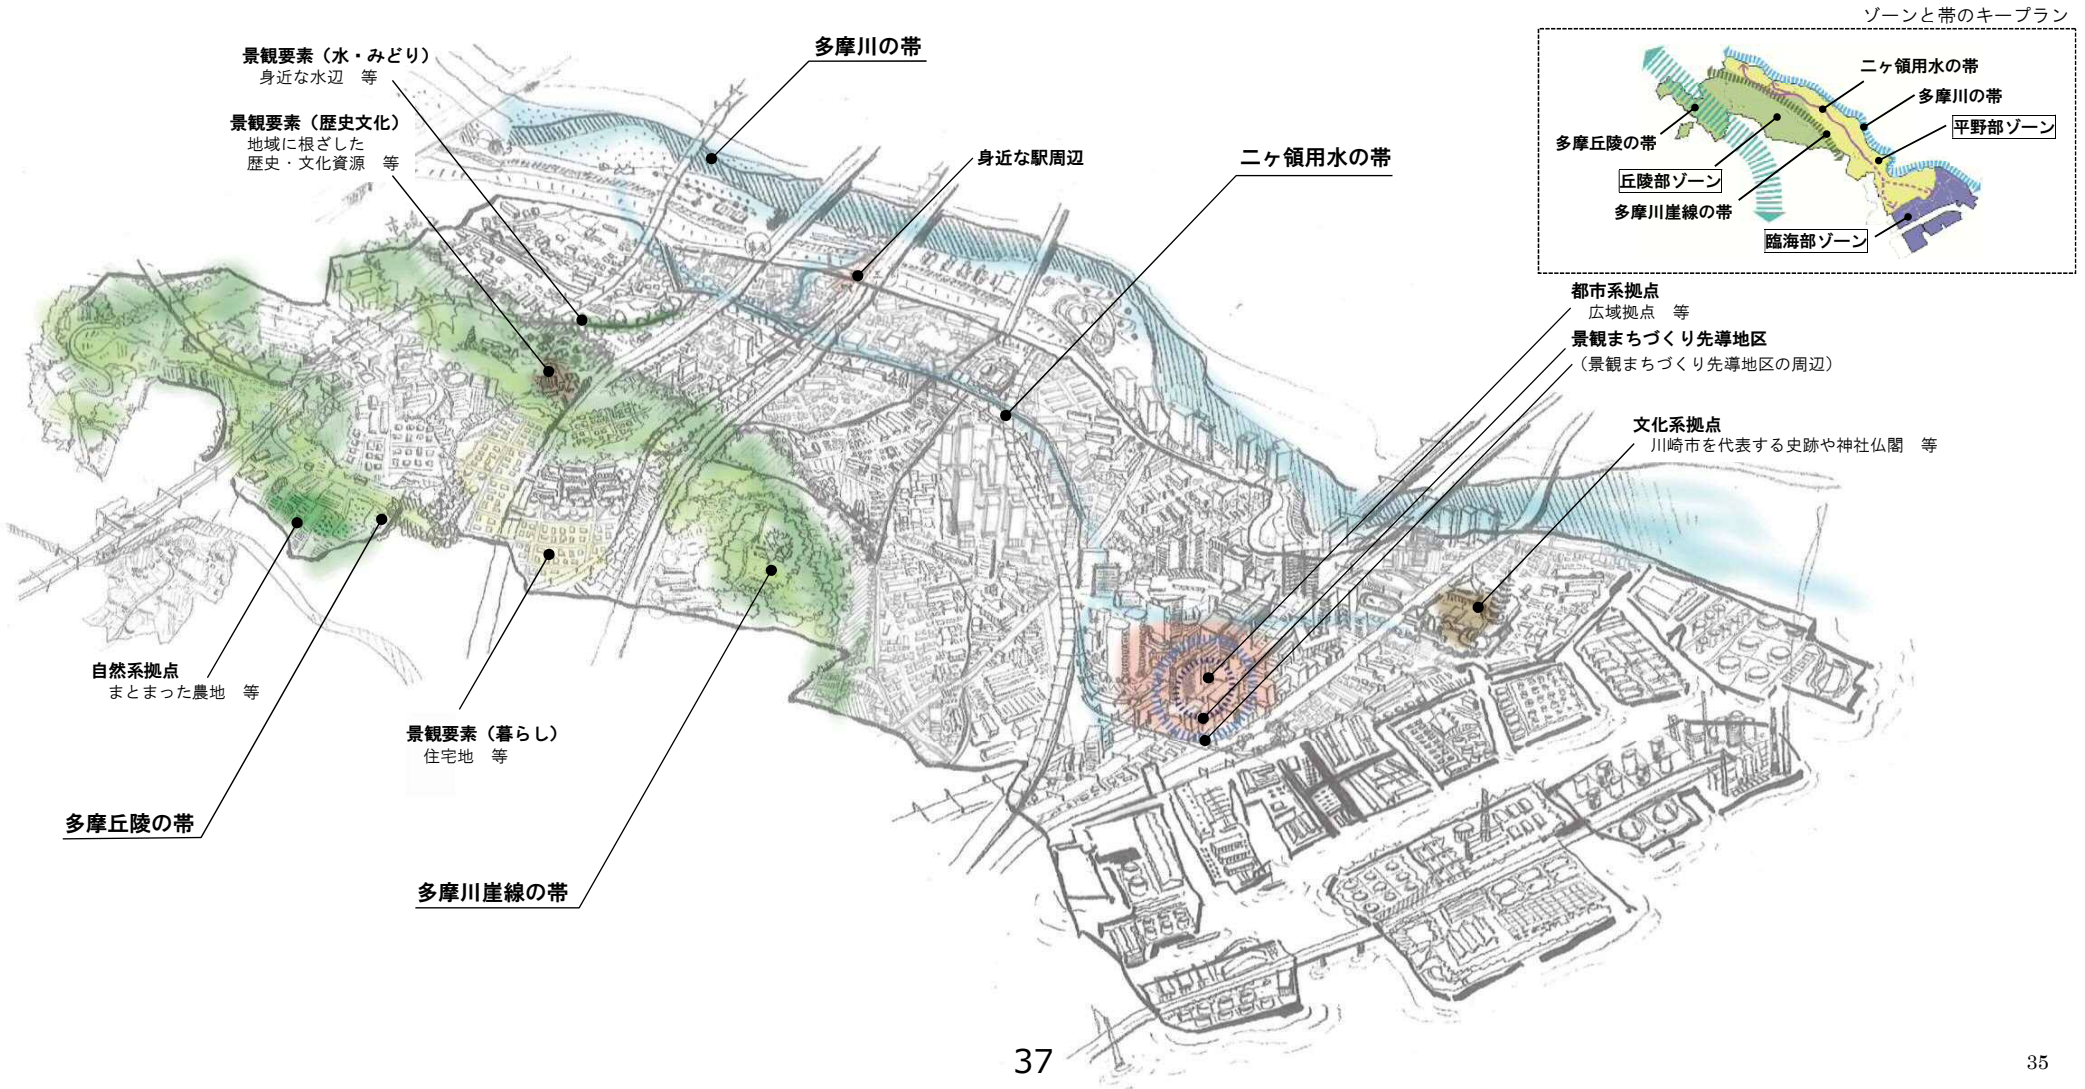 ゾーンと帯のキープラン
二ヶ領用水の帯
多摩川の帯
平野部ゾーン
多摩丘陵の帯
丘陵部ゾーン
多摩川崖線の帯
臨海部ゾーン
景観要素（水・みどり）
身近な水辺　等
景観要素（歴史文化）
地域に根ざした
歴史・文化資源　等
多摩川の帯
身近な駅周辺
二ヶ領用水の帯
都市系拠点
広域拠点　等
景観まちづくり先導地区
（景観まちづくり先導地区の周辺）
文化系拠点
川崎市を代表する史跡や神社仏閣　等
自然系拠点
まとまった農地　等
景観要素（暮らし）
住宅地　等
多摩丘陵の帯
多摩川崖線の帯
37
35